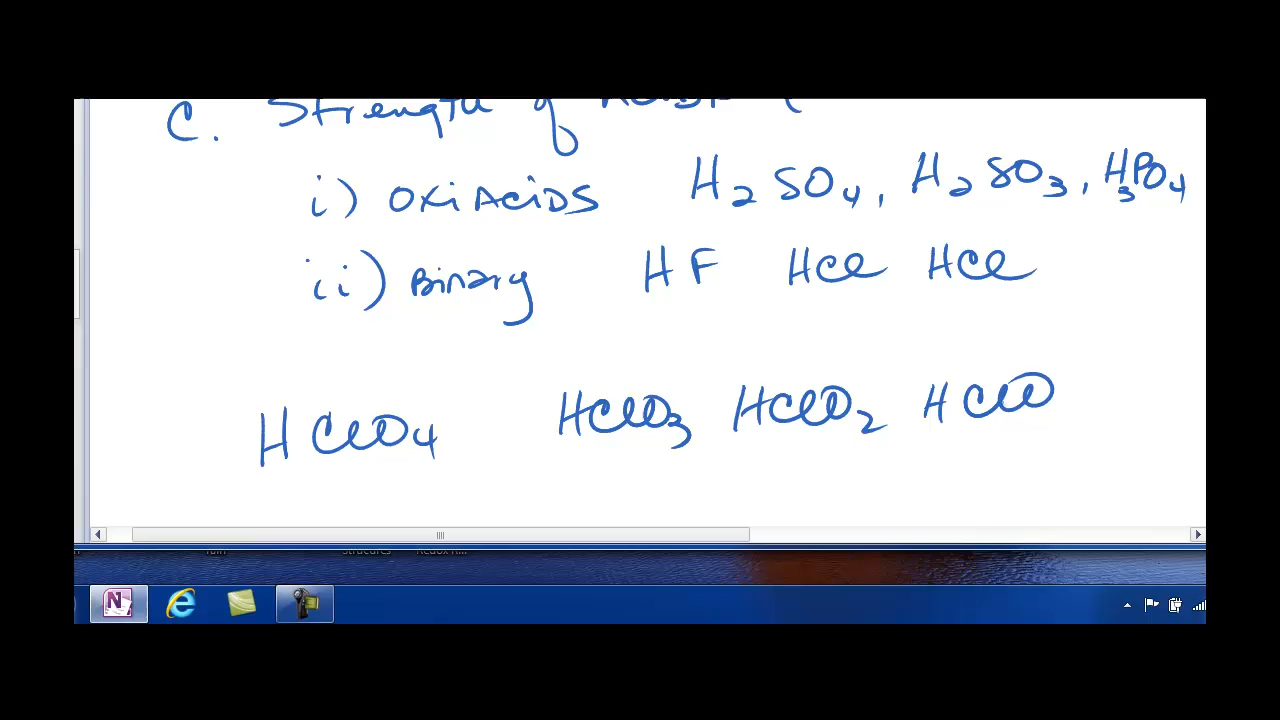 C. Strength of
i) OXiAciDS H₂SO₄, H₂SO₃, H₃PO₄
ii) Binary HF HCl HCl
HClO₄ HClO₃ HClO₂ HClO